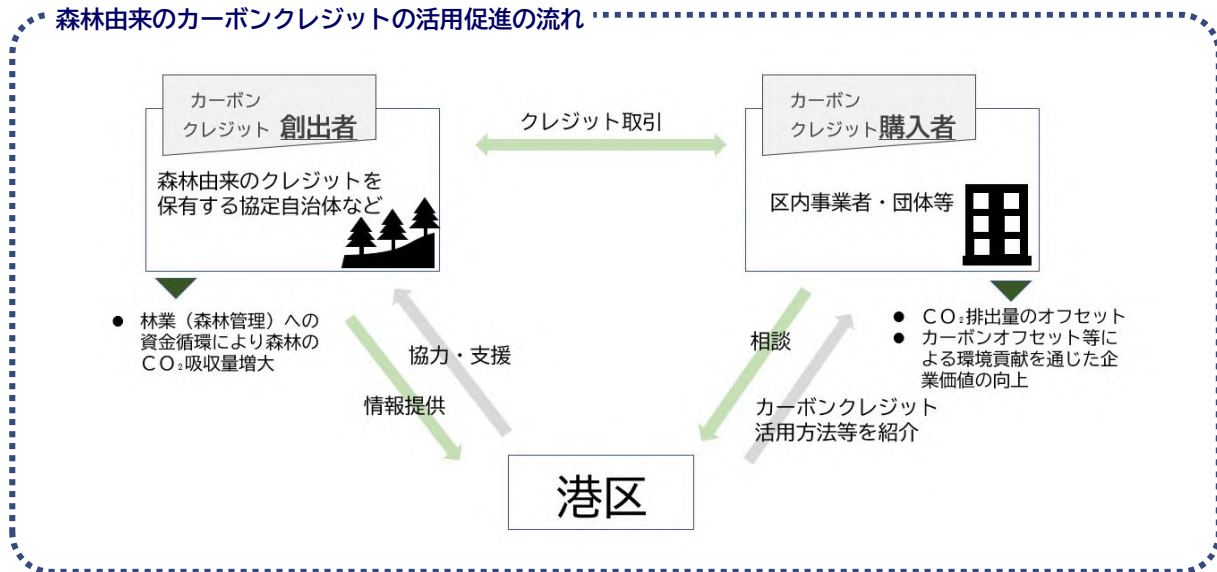 森林由来のカーボンクレジットの活用促進の流れ
カーボン
クレジット 創出者
森林由来のクレジットを
保有する協定自治体など
クレジット取引
カーボン
クレジット購入者
区内事業者・団体等
● 林業（森林管理）への
資金循環により森林の
ＣＯ₂吸収量増大
協力・支援
情報提供
相談
カーボンクレジット
活用方法等を紹介
● ＣＯ₂排出量のオフセット
● カーボンオフセット等に
よる環境貢献を通じた企
業価値の向上
港区